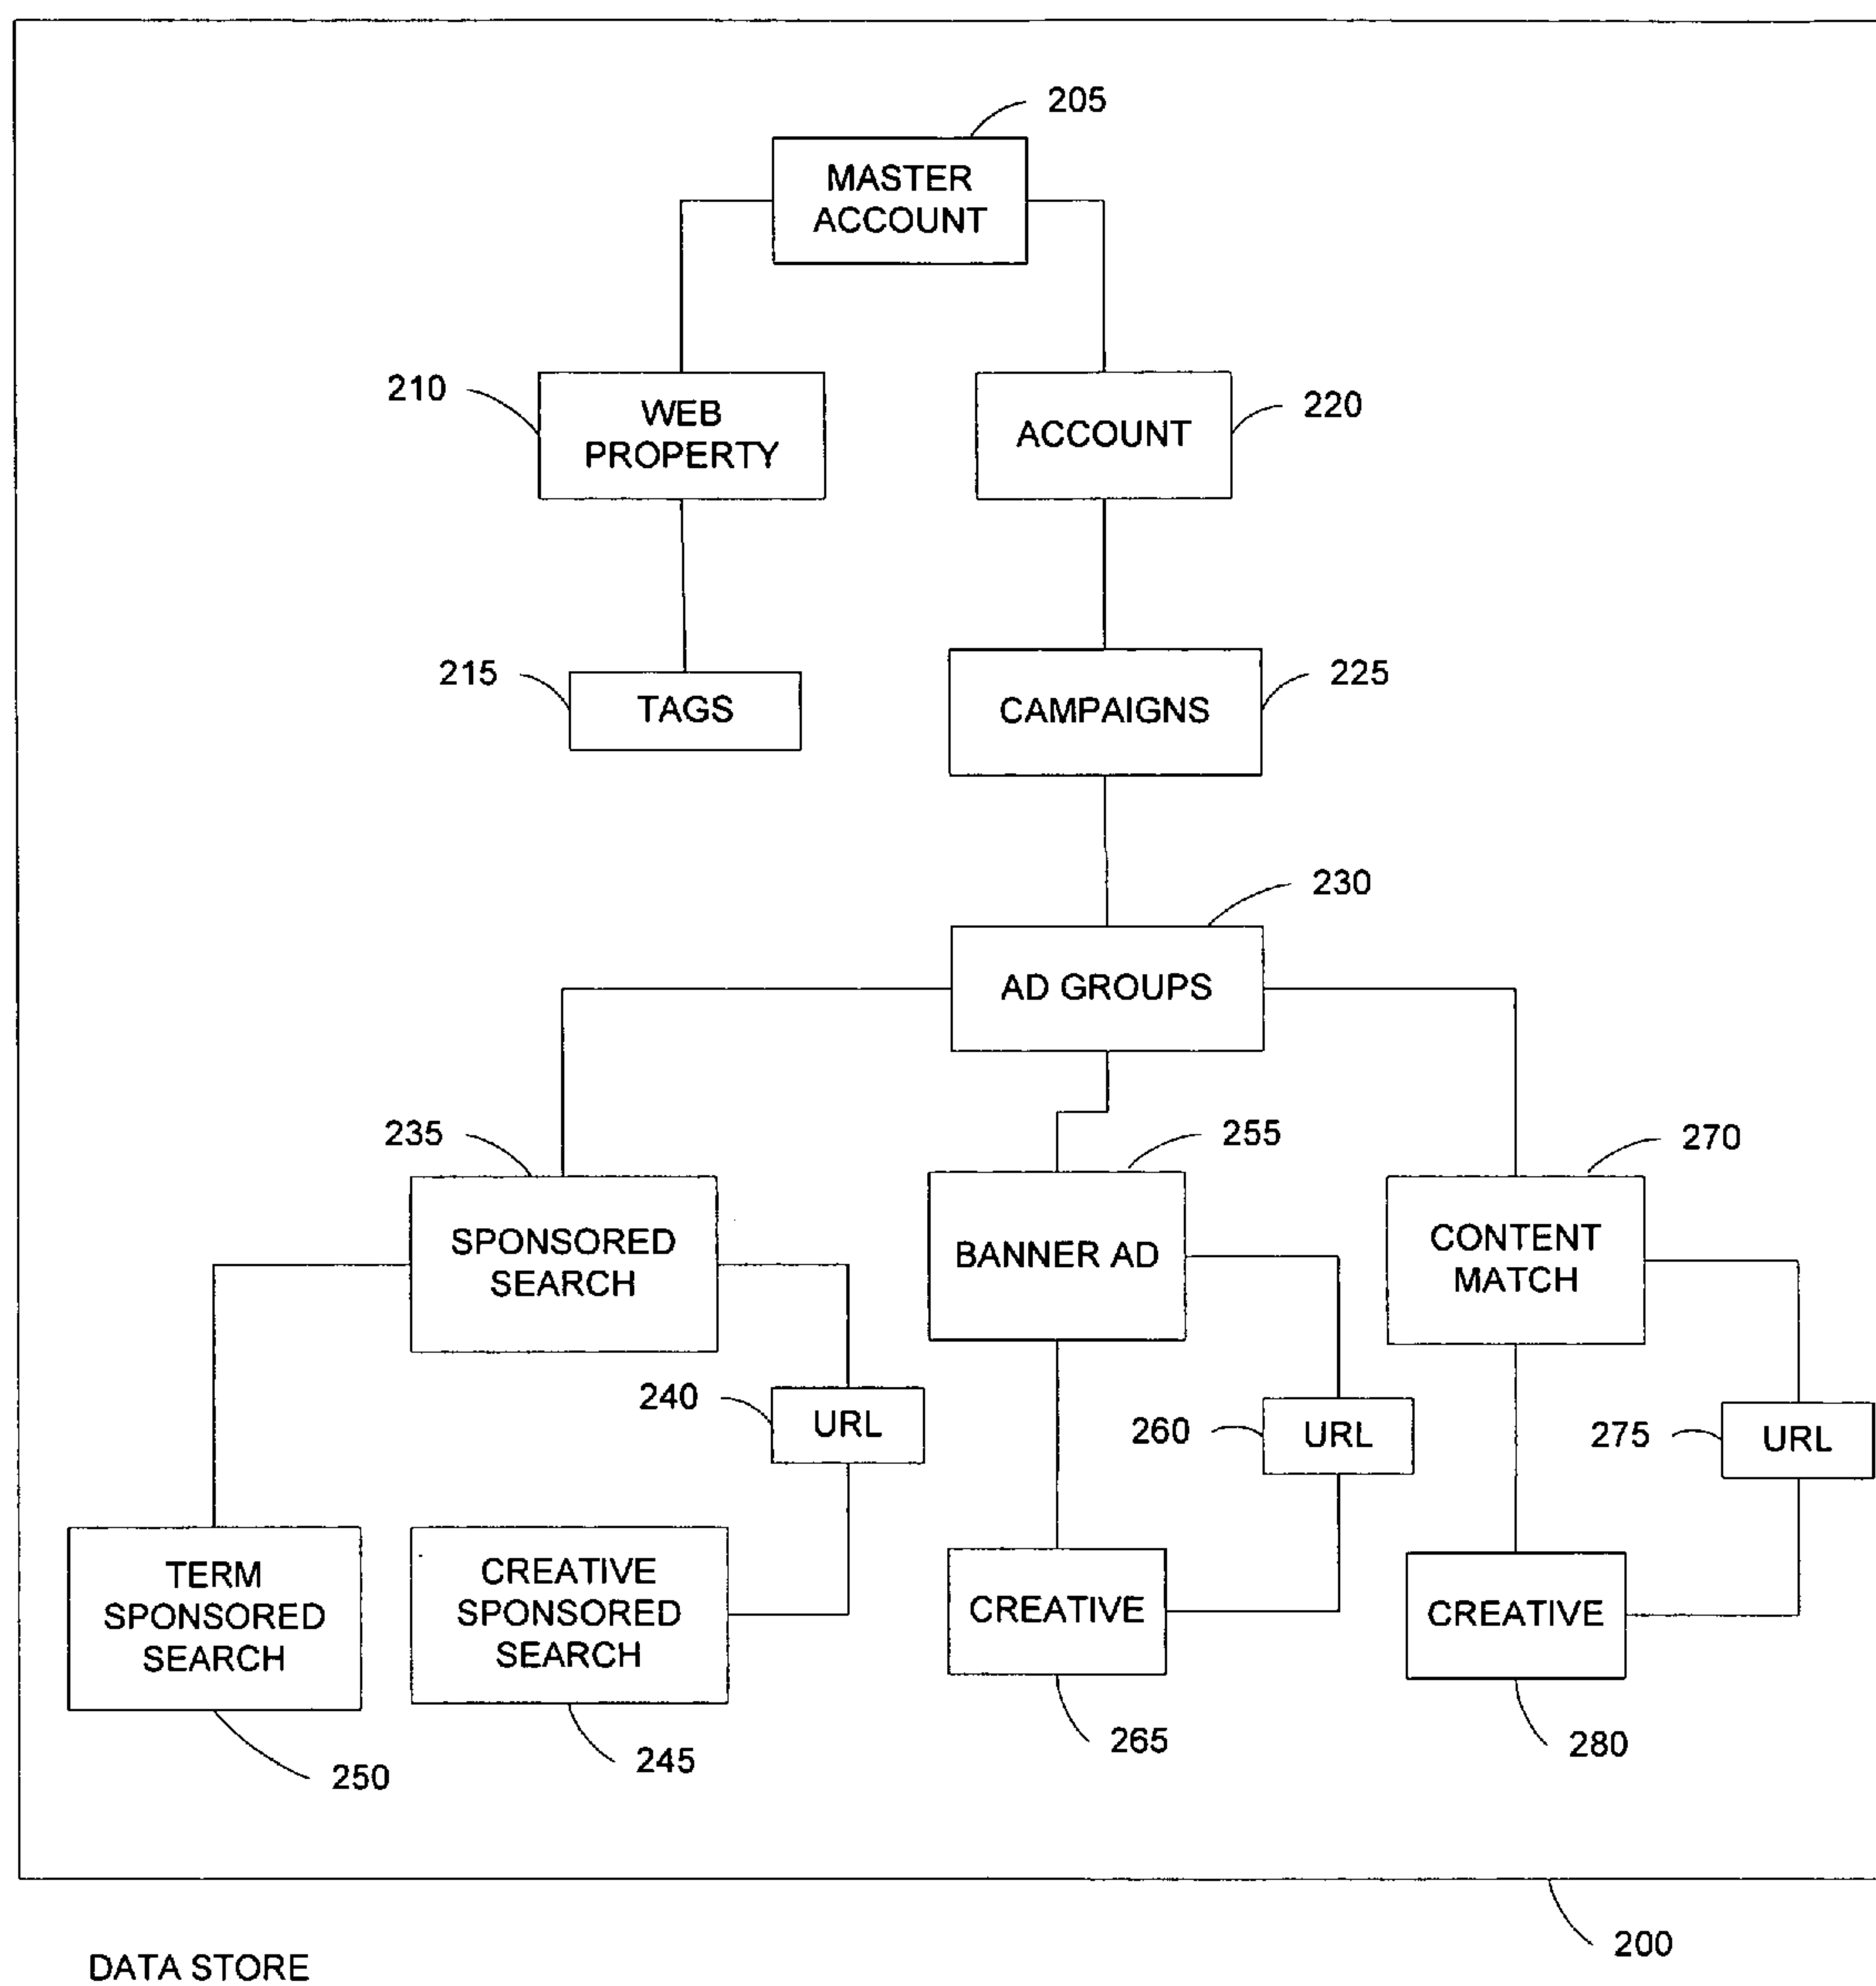 205
MASTER
ACCOUNT
210
WEB
PROPERTY
ACCOUNT
220
215
TAGS
CAMPAIGNS
225
230
AD GROUPS
235
255
270
SPONSORED
SEARCH
BANNER AD
CONTENT
MATCH
240
URL
260
URL
275
URL
TERM
SPONSORED
SEARCH
CREATIVE
SPONSORED
SEARCH
CREATIVE
CREATIVE
250
245
265
280
200
DATA STORE